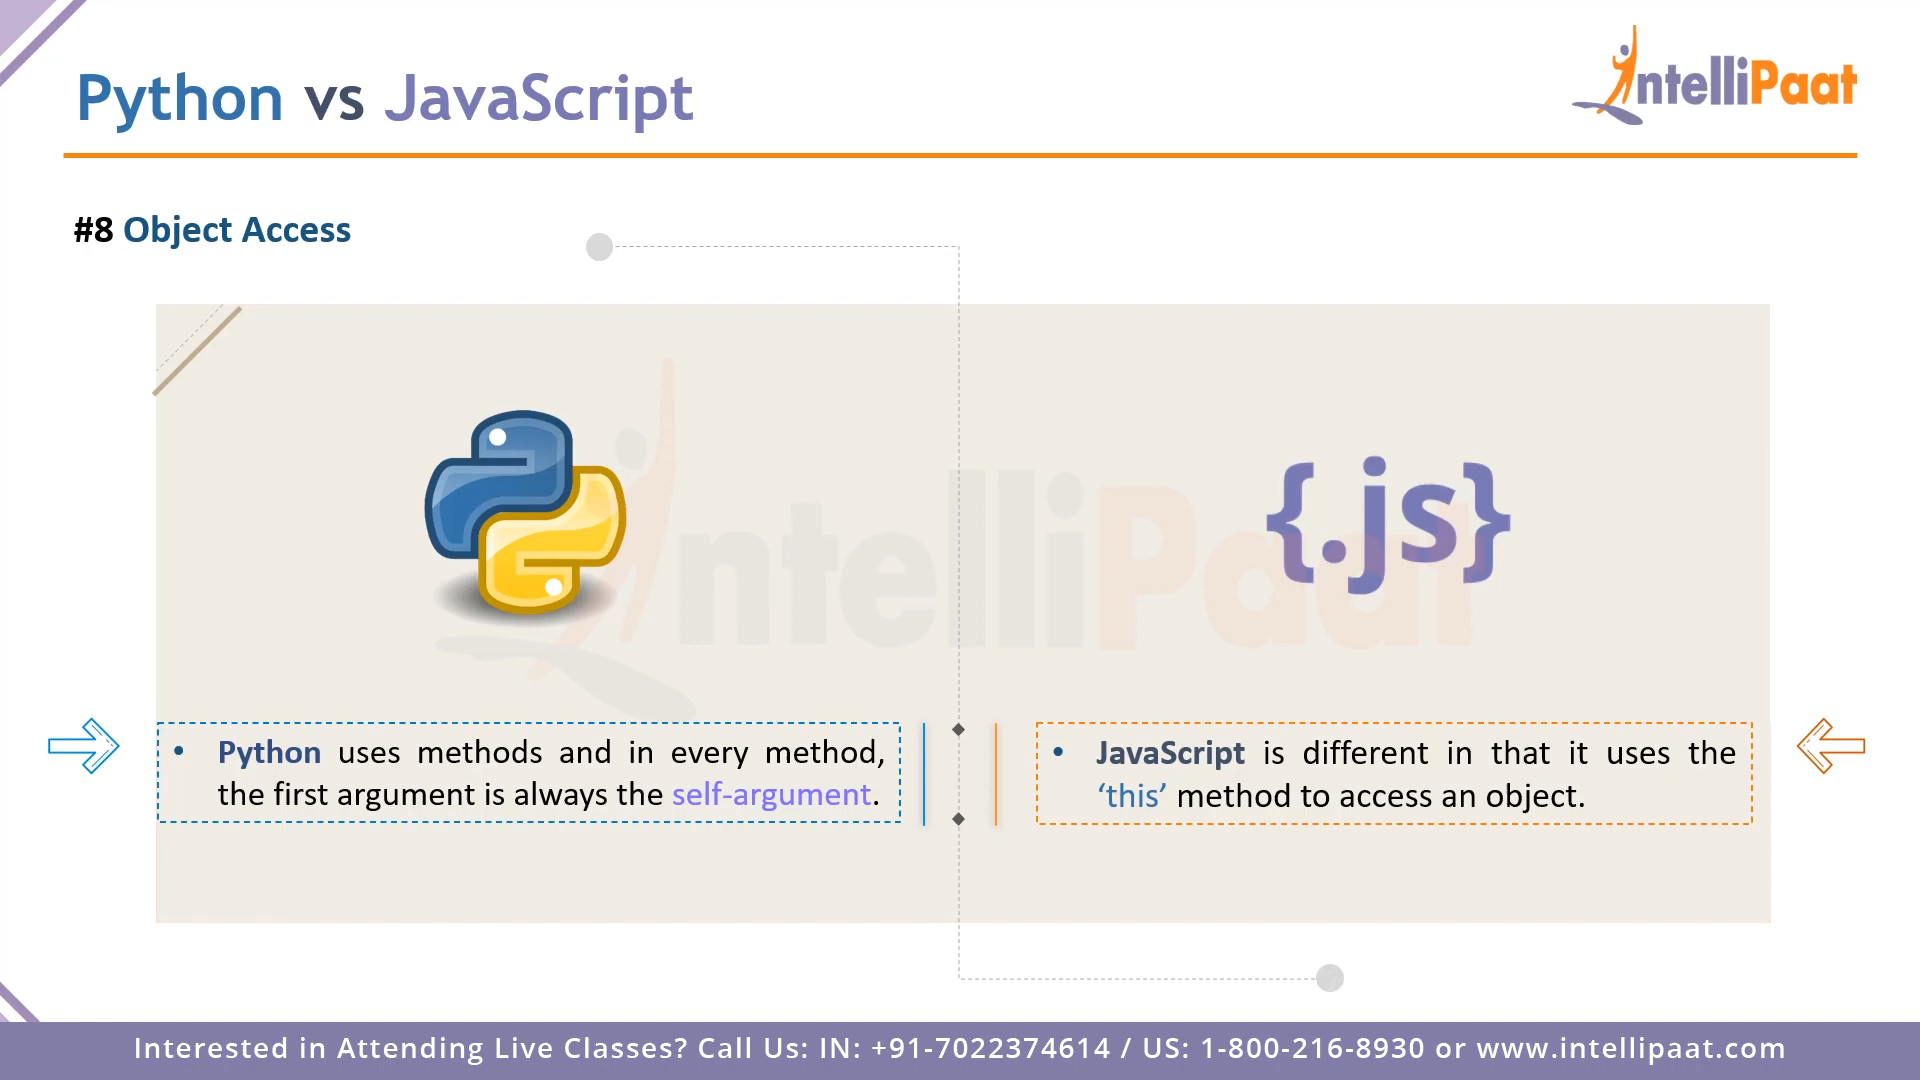 Python vs JavaScript
IntelliPaat
#8 Object Access
IntelliPaat
{.js}
• Python uses methods and in every method,
the first argument is always the self-argument.
• JavaScript is different in that it uses the
‘this’ method to access an object.
Interested in Attending Live Classes? Call Us: IN: +91-7022374614 / US: 1-800-216-8930 or www.intellipaat.com